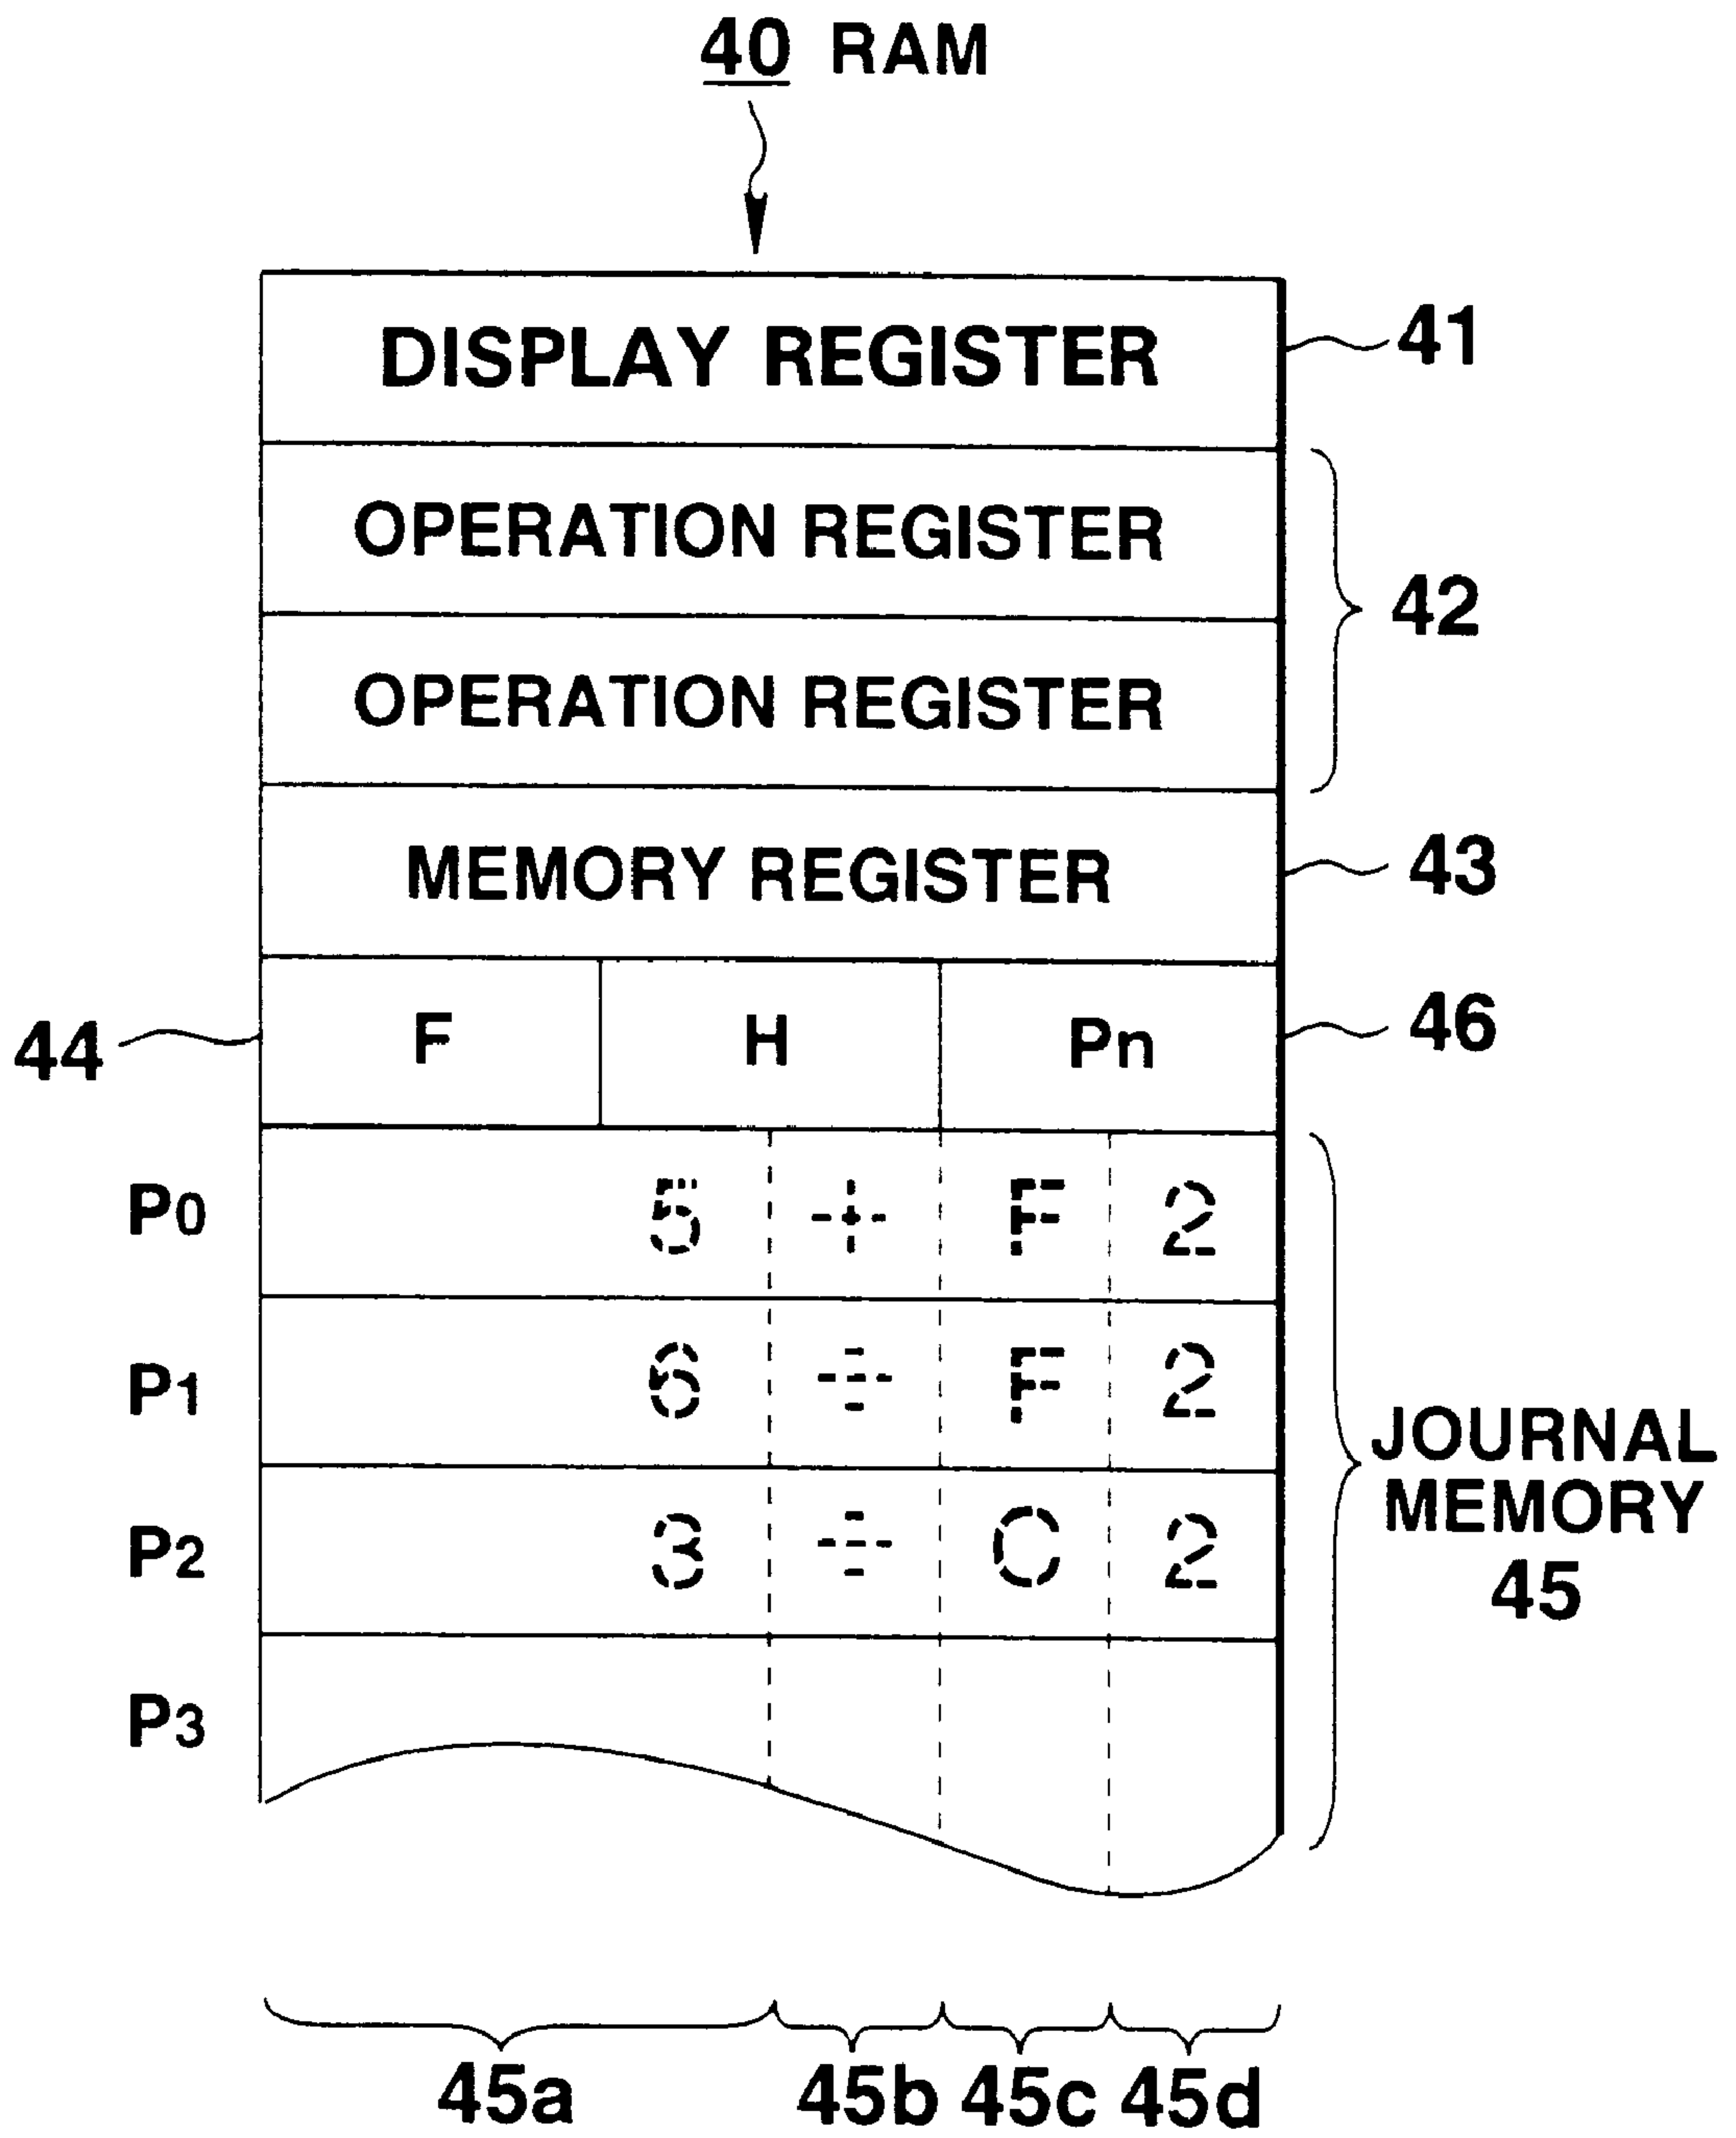 40 RAM
DISPLAY REGISTER
41
OPERATION REGISTER
OPERATION REGISTER
42
MEMORY REGISTER
43
44
F H Pn
46
P0 5 + F 2
P1 6 ÷ F 2
P2 3 ÷ C 2
P3
JOURNAL
MEMORY
45
45a 45b 45c 45d